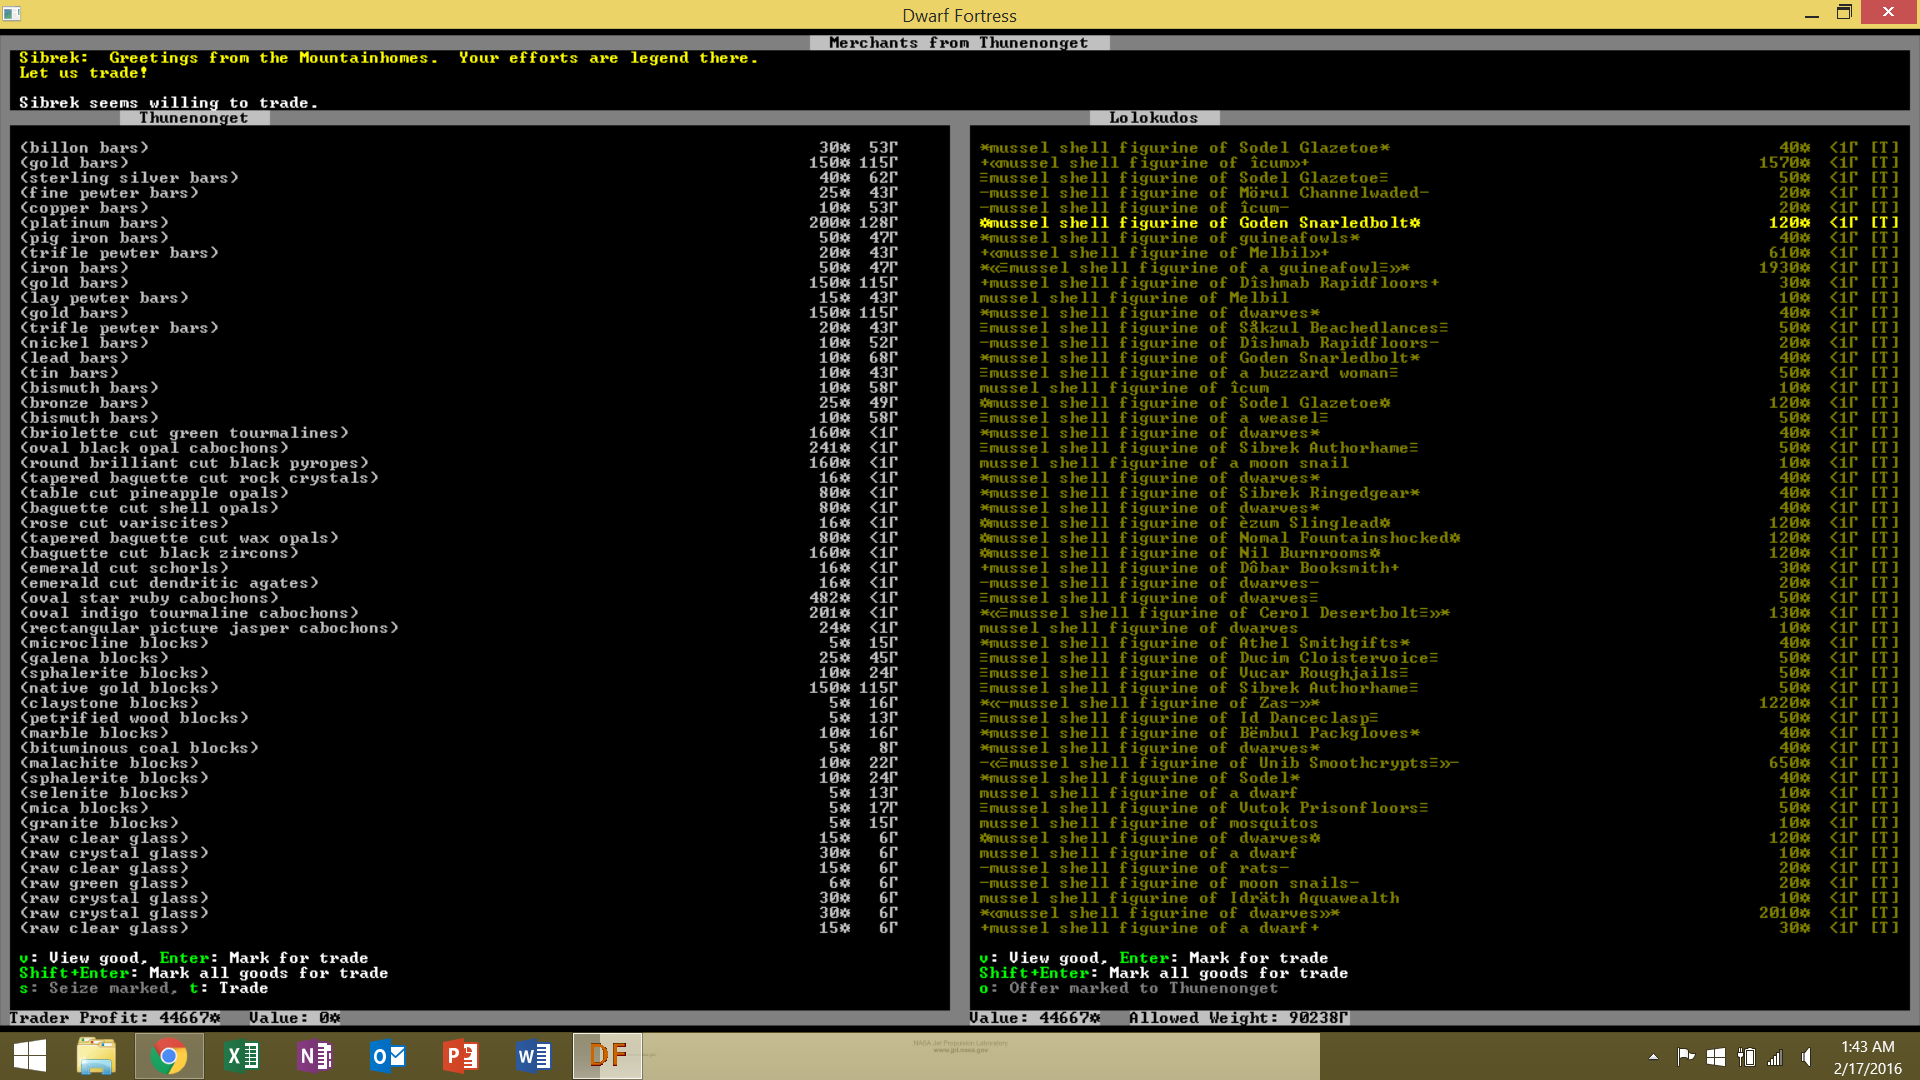 Dwarf Fortress
Merchants from Thunenonget
Sibrek:  Greetings from the Mountainhomes.  Your efforts are legend there.
Let us trade!
Sibrek seems willing to trade.
Thunenonget
(billon bars) 30☼ 53Γ
(gold bars) 150☼ 115Γ
(sterling silver bars) 40☼ 62Γ
(fine pewter bars) 25☼ 43Γ
(copper bars) 10☼ 53Γ
(platinum bars) 200☼ 128Γ
(pig iron bars) 50☼ 47Γ
(trifle pewter bars) 20☼ 43Γ
(iron bars) 50☼ 47Γ
(gold bars) 150☼ 115Γ
(lay pewter bars) 15☼ 43Γ
(gold bars) 150☼ 115Γ
(trifle pewter bars) 20☼ 43Γ
(nickel bars) 10☼ 52Γ
(lead bars) 10☼ 68Γ
(tin bars) 10☼ 43Γ
(bismuth bars) 10☼ 58Γ
(bronze bars) 25☼ 49Γ
(bismuth bars) 10☼ 58Γ
(briolette cut green tourmalines) 160☼ <1Γ
(oval black opal cabochons) 241☼ <1Γ
(round brilliant cut black pyropes) 160☼ <1Γ
(tapered baguette cut rock crystals) 16☼ <1Γ
(table cut pineapple opals) 80☼ <1Γ
(baguette cut shell opals) 80☼ <1Γ
(rose cut variscites) 16☼ <1Γ
(tapered baguette cut wax opals) 80☼ <1Γ
(baguette cut black zircons) 160☼ <1Γ
(emerald cut schorls) 16☼ <1Γ
(emerald cut dendritic agates) 16☼ <1Γ
(oval star ruby cabochons) 482☼ <1Γ
(oval indigo tourmaline cabochons) 201☼ <1Γ
(rectangular picture jasper cabochons) 24☼ <1Γ
(microcline blocks) 5☼ 15Γ
(galena blocks) 25☼ 45Γ
(sphalerite blocks) 10☼ 24Γ
(native gold blocks) 150☼ 115Γ
(claystone blocks) 5☼ 16Γ
(petrified wood blocks) 5☼ 13Γ
(marble blocks) 10☼ 16Γ
(bituminous coal blocks) 5☼ 8Γ
(malachite blocks) 10☼ 22Γ
(sphalerite blocks) 10☼ 24Γ
(selenite blocks) 5☼ 13Γ
(mica blocks) 5☼ 17Γ
(granite blocks) 5☼ 15Γ
(raw clear glass) 15☼ 6Γ
(raw crystal glass) 30☼ 6Γ
(raw clear glass) 15☼ 6Γ
(raw green glass) 6☼ 6Γ
(raw crystal glass) 30☼ 6Γ
(raw crystal glass) 30☼ 6Γ
(raw clear glass) 15☼ 6Γ
v: View good, Enter: Mark for trade
Shift+Enter: Mark all goods for trade
s: Seize marked, t: Trade
Trader Profit: 44667☼   Value: 0☼
Lolokudos
*mussel shell figurine of Sodel Glazetoe* 40☼ <1Γ [T]
+«mussel shell figurine of îcum»+ 1570☼ <1Γ [T]
≡mussel shell figurine of Sodel Glazetoe≡ 50☼ <1Γ [T]
-mussel shell figurine of Mörul Channelwaded- 20☼ <1Γ [T]
-mussel shell figurine of îcum- 20☼ <1Γ [T]
☼mussel shell figurine of Goden Snarledbolt☼ 120☼ <1Γ [T]
*mussel shell figurine of guineafowls* 40☼ <1Γ [T]
+«mussel shell figurine of Melbil»+ 610☼ <1Γ [T]
*«≡mussel shell figurine of a guineafowl≡»* 1930☼ <1Γ [T]
+mussel shell figurine of Dîshmab Rapidfloors+ 30☼ <1Γ [T]
mussel shell figurine of Melbil 10☼ <1Γ [T]
*mussel shell figurine of dwarves* 40☼ <1Γ [T]
≡mussel shell figurine of Såkzul Beachedlances≡ 50☼ <1Γ [T]
-mussel shell figurine of Dîshmab Rapidfloors- 20☼ <1Γ [T]
*mussel shell figurine of Goden Snarledbolt* 40☼ <1Γ [T]
≡mussel shell figurine of a buzzard woman≡ 50☼ <1Γ [T]
mussel shell figurine of îcum 10☼ <1Γ [T]
☼mussel shell figurine of Sodel Glazetoe☼ 120☼ <1Γ [T]
≡mussel shell figurine of a weasel≡ 50☼ <1Γ [T]
*mussel shell figurine of dwarves* 40☼ <1Γ [T]
≡mussel shell figurine of Sibrek Authorhame≡ 50☼ <1Γ [T]
mussel shell figurine of a moon snail 10☼ <1Γ [T]
*mussel shell figurine of dwarves* 40☼ <1Γ [T]
*mussel shell figurine of Sibrek Ringedgear* 40☼ <1Γ [T]
*mussel shell figurine of dwarves* 40☼ <1Γ [T]
☼mussel shell figurine of èzum Slinglead☼ 120☼ <1Γ [T]
☼mussel shell figurine of Nomal Fountainshocked☼ 120☼ <1Γ [T]
☼mussel shell figurine of Nil Burnrooms☼ 120☼ <1Γ [T]
+mussel shell figurine of Dôbar Booksmith+ 30☼ <1Γ [T]
-mussel shell figurine of dwarves- 20☼ <1Γ [T]
≡mussel shell figurine of dwarves≡ 50☼ <1Γ [T]
*«≡mussel shell figurine of Cerol Desertbolt≡»* 130☼ <1Γ [T]
mussel shell figurine of dwarves 10☼ <1Γ [T]
*mussel shell figurine of Athel Smithgifts* 40☼ <1Γ [T]
≡mussel shell figurine of Ducim Cloistervoice≡ 50☼ <1Γ [T]
≡mussel shell figurine of Vucar Roughjails≡ 50☼ <1Γ [T]
≡mussel shell figurine of Sibrek Authorhame≡ 50☼ <1Γ [T]
*«-mussel shell figurine of Zas-»* 1220☼ <1Γ [T]
≡mussel shell figurine of Id Danceclasp≡ 50☼ <1Γ [T]
*mussel shell figurine of Bëmbul Packgloves* 40☼ <1Γ [T]
*mussel shell figurine of dwarves* 40☼ <1Γ [T]
-«≡mussel shell figurine of Unib Smoothcrypts≡»- 650☼ <1Γ [T]
*mussel shell figurine of Sodel* 40☼ <1Γ [T]
mussel shell figurine of a dwarf 10☼ <1Γ [T]
≡mussel shell figurine of Vutok Prisonfloors≡ 50☼ <1Γ [T]
mussel shell figurine of mosquitos 10☼ <1Γ [T]
☼mussel shell figurine of dwarves☼ 120☼ <1Γ [T]
mussel shell figurine of a dwarf 10☼ <1Γ [T]
-mussel shell figurine of rats- 20☼ <1Γ [T]
-mussel shell figurine of moon snails- 20☼ <1Γ [T]
mussel shell figurine of Idräth Aquawealth 10☼ <1Γ [T]
*«mussel shell figurine of dwarves»* 2010☼ <1Γ [T]
+mussel shell figurine of a dwarf+ 30☼ <1Γ [T]
v: View good, Enter: Mark for trade
Shift+Enter: Mark all goods for trade
o: Offer marked to Thunenonget
Value: 44667☼   Allowed Weight: 90238Γ
NASA Jet Propulsion Laboratory
www.jpl.nasa.gov
DF
1:43 AM
2/17/2016